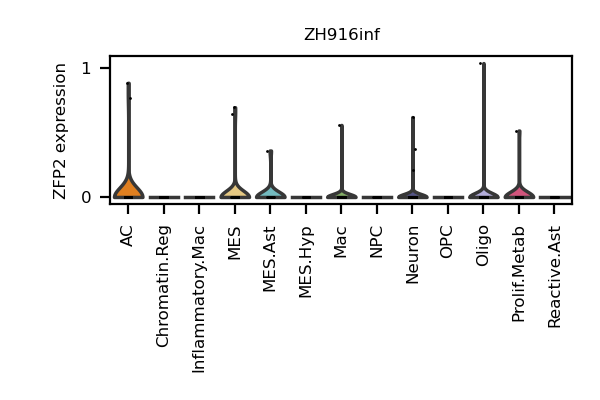 ZH916inf
ZFP2 expression
1
0
AC
Chromatin.Reg
Inflammatory.Mac
MES
MES.Ast
MES.Hyp
Mac
NPC
Neuron
OPC
Oligo
Prolif.Metab
Reactive.Ast